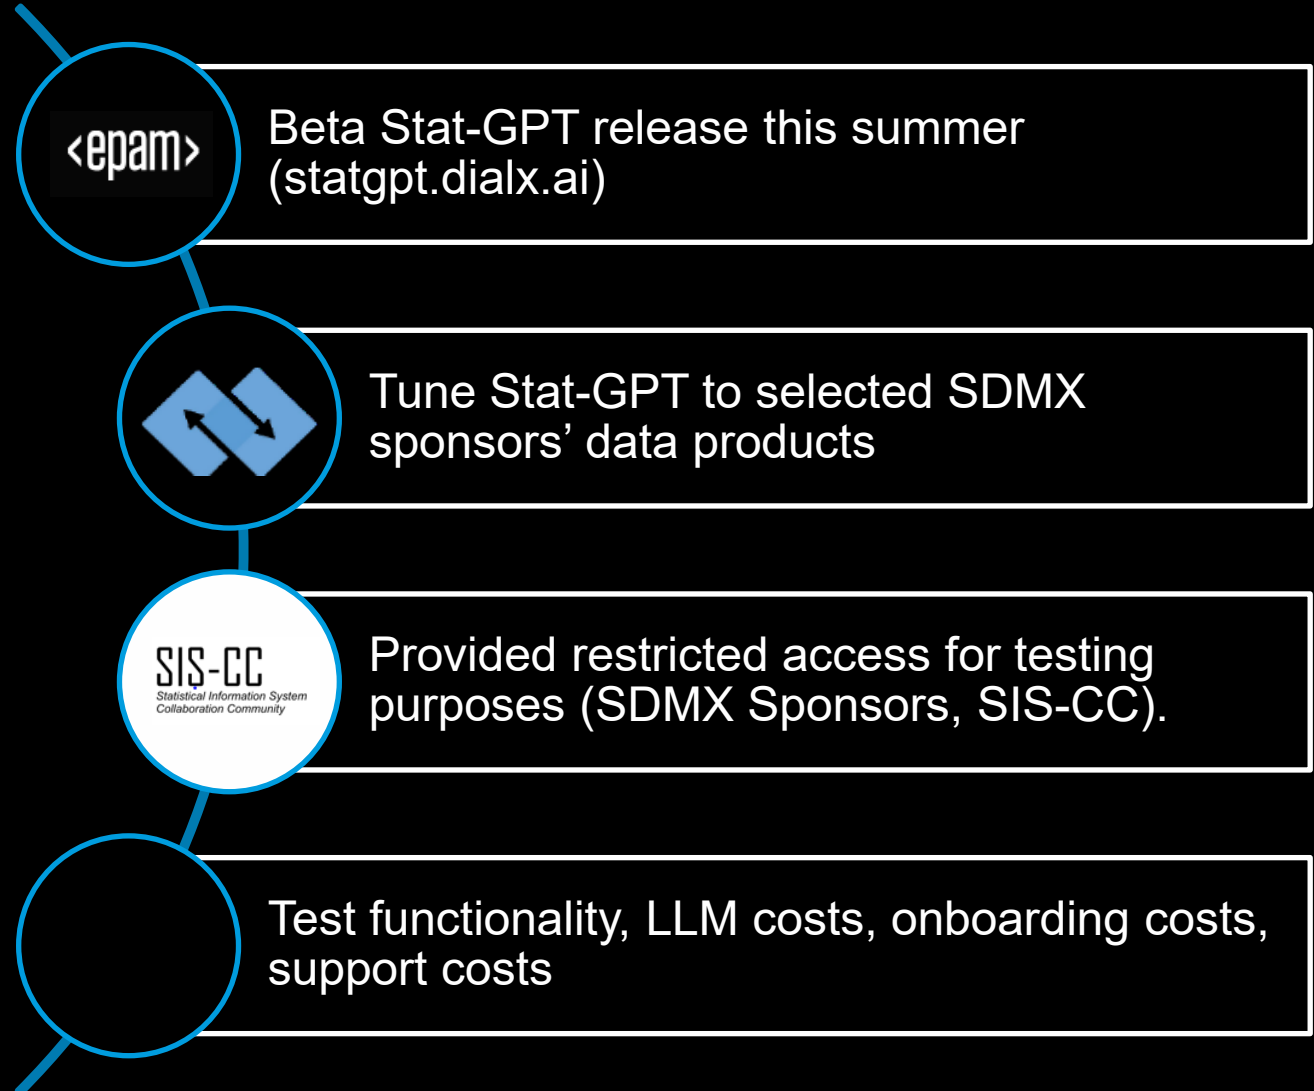 <epam>
Beta Stat-GPT release this summer
(statgpt.dialx.ai)
Tune Stat-GPT to selected SDMX
sponsors’ data products
SIS-CC
Statistical Information System
Collaboration Community
Provided restricted access for testing
purposes (SDMX Sponsors, SIS-CC).
Test functionality, LLM costs, onboarding costs,
support costs